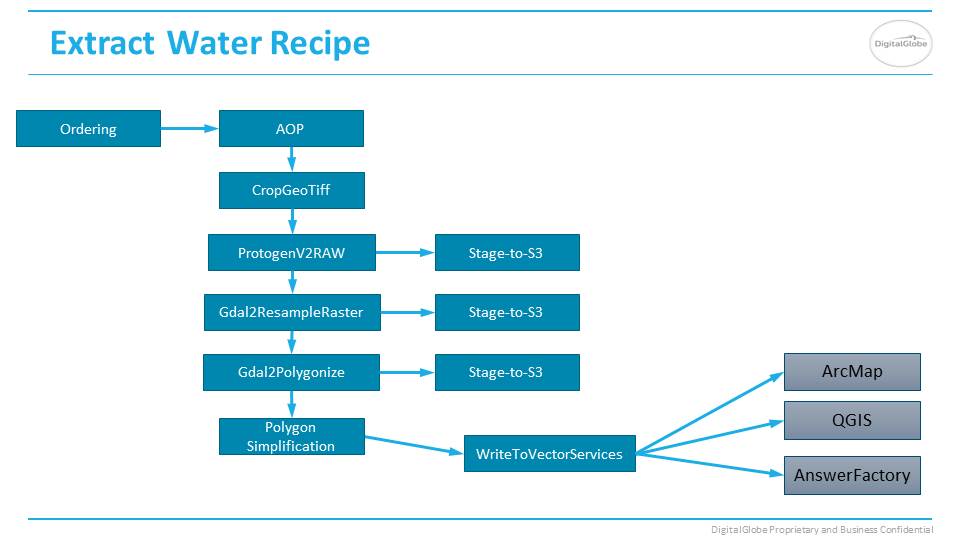 Extract Water Recipe
DigitalGlobe
Ordering
AOP
CropGeoTiff
ProtogenV2RAW
Stage-to-S3
Gdal2ResampleRaster
Stage-to-S3
Gdal2Polygonize
Stage-to-S3
ArcMap
QGIS
Polygon
Simplification
WriteToVectorServices
AnswerFactory
DigitalGlobe Proprietary and Business Confidential